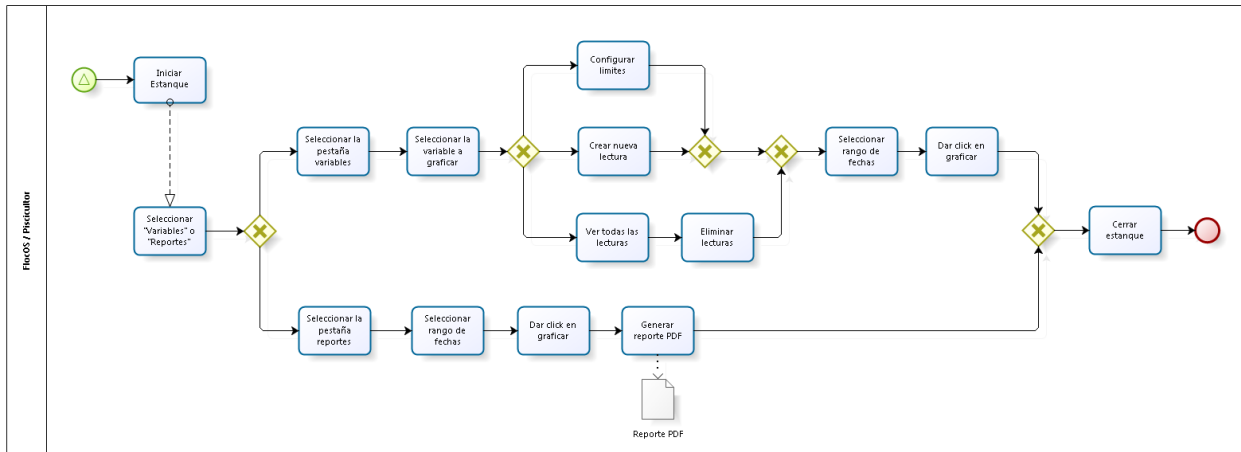 FlocOS / Piscicultor
Iniciar
Estanque
Seleccionar
"Variables" o
"Reportes"
Seleccionar la
pestaña
variables
Seleccionar la
variable a
graficar
Configurar
limites
Crear nueva
lectura
Ver todas las
lecturas
Eliminar
lecturas
Seleccionar
rango de
fechas
Dar click en
graficar
Cerrar
estanque
Seleccionar la
pestaña
reportes
Seleccionar
rango de
fechas
Dar click en
graficar
Generar
reporte PDF
Reporte PDF